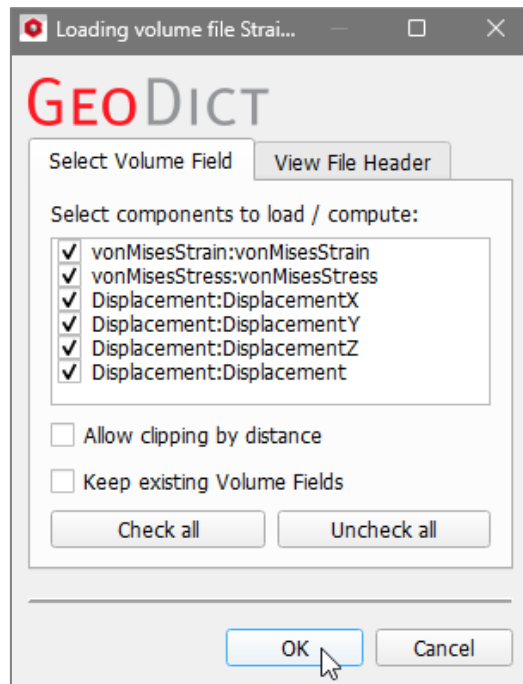 Loading volume file Strai...
GEODICT
Select Volume Field
View File Header
Select components to load / compute:
vonMisesStrain:vonMisesStrain
vonMisesStress:vonMisesStress
Displacement:DisplacementX
Displacement:DisplacementY
Displacement:DisplacementZ
Displacement:Displacement
Allow clipping by distance
Keep existing Volume Fields
Check all
Uncheck all
OK
Cancel